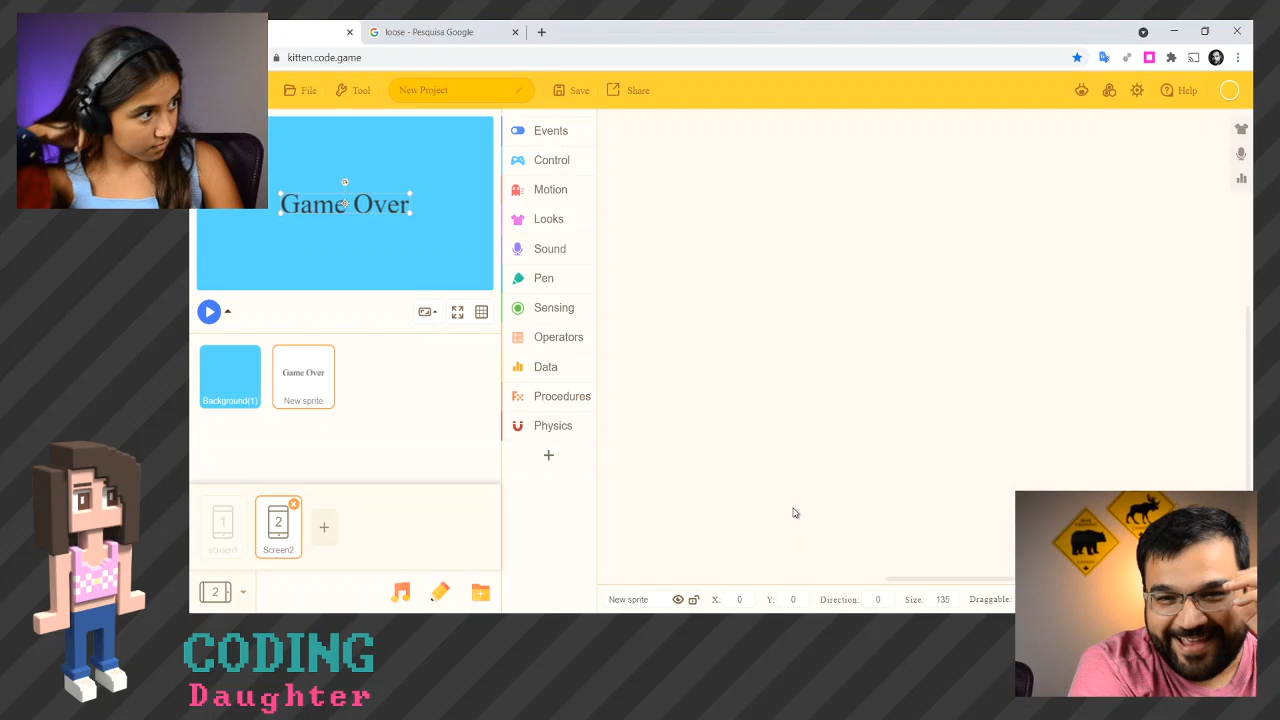 loose - Pesquisa Google
kitten.code.game
File
Tool
New Project
Save
Share
Help
Game Over
Events
Control
Motion
Looks
Sound
Pen
Sensing
Operators
Data
Procedures
Physics
Background(1)
Game Over
New sprite
1
screen1
2
Screen2
2
New sprite
X: 0
Y: 0
Direction: 0
Size: 135
Draggable:
CODING
Daughter